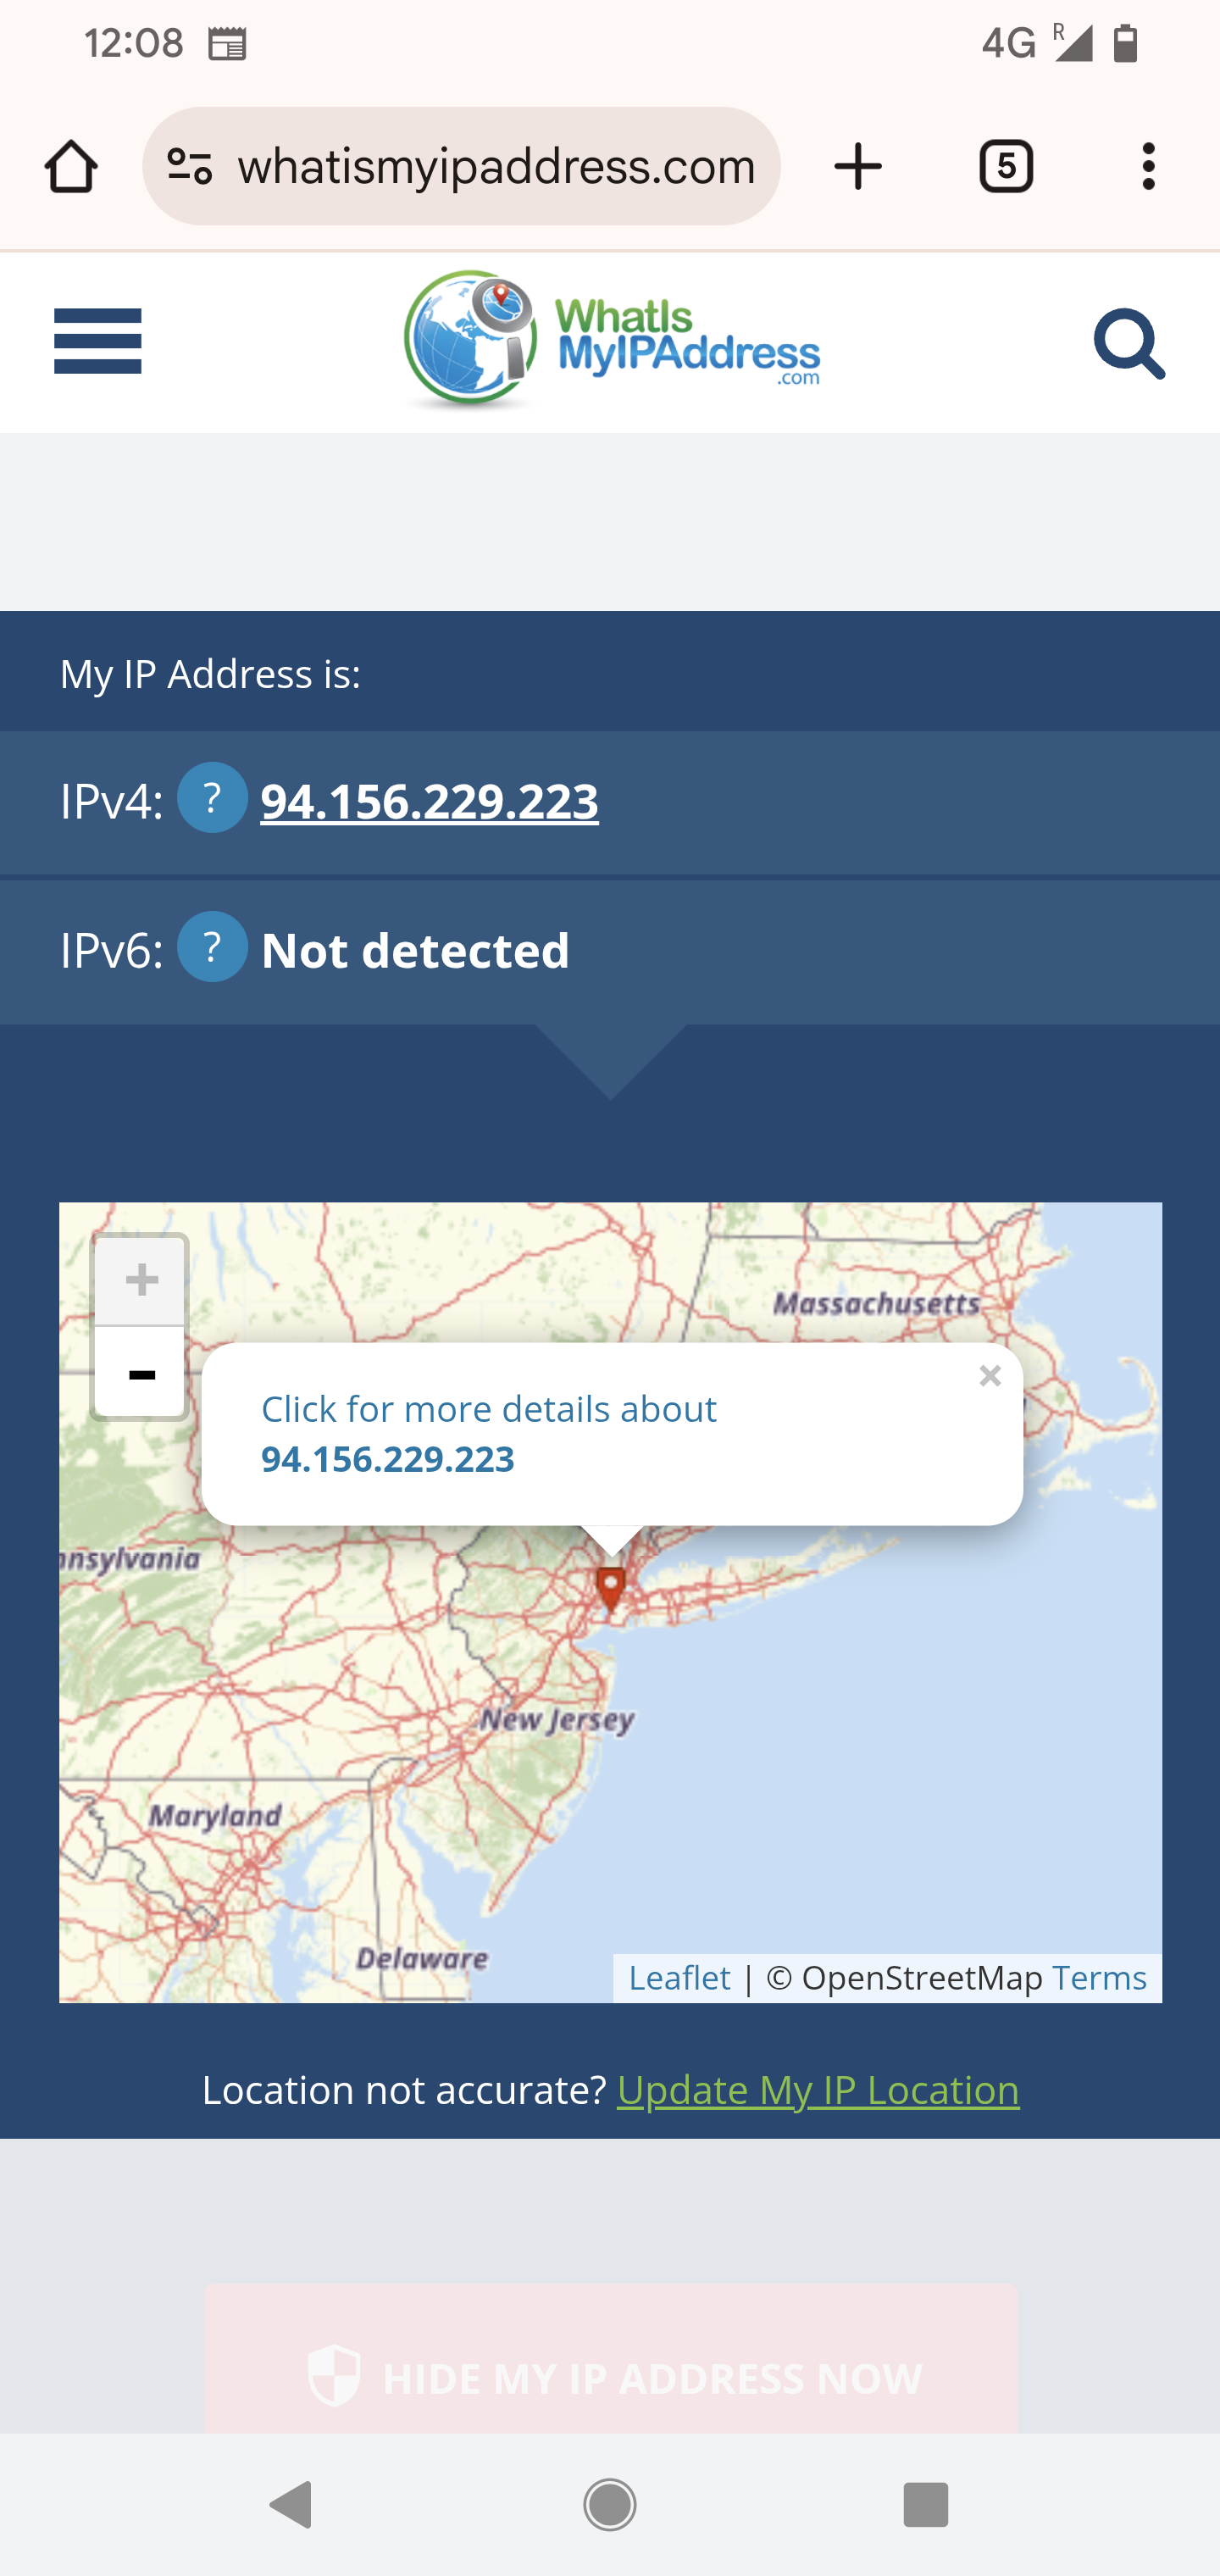 12:08
4G R
whatismyipaddress.com
5
WhatIs
MyIPAddress
.com
My IP Address is:
IPv4: ? 94.156.229.223
IPv6: ? Not detected
+
-
Massachusetts
×
Click for more details about
94.156.229.223
nnsylvania
New Jersey
Maryland
Delaware
Leaflet | © OpenStreetMap Terms
Location not accurate? Update My IP Location
HIDE MY IP ADDRESS NOW